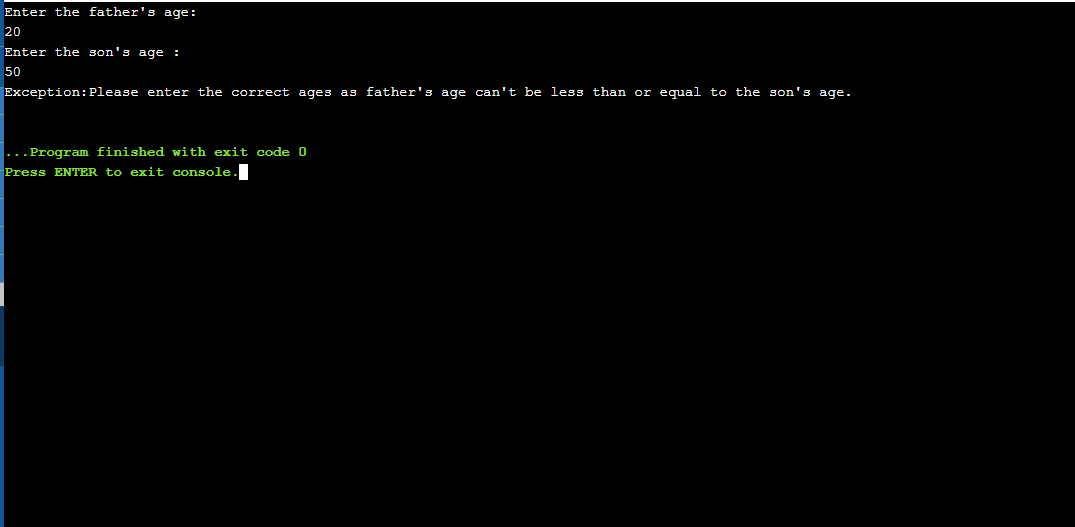 Enter the father's age:
20
Enter the son's age :
50
Exception:Please enter the correct ages as father's age can't be less than or equal to the son's age.
...Program finished with exit code 0
Press ENTER to exit console.